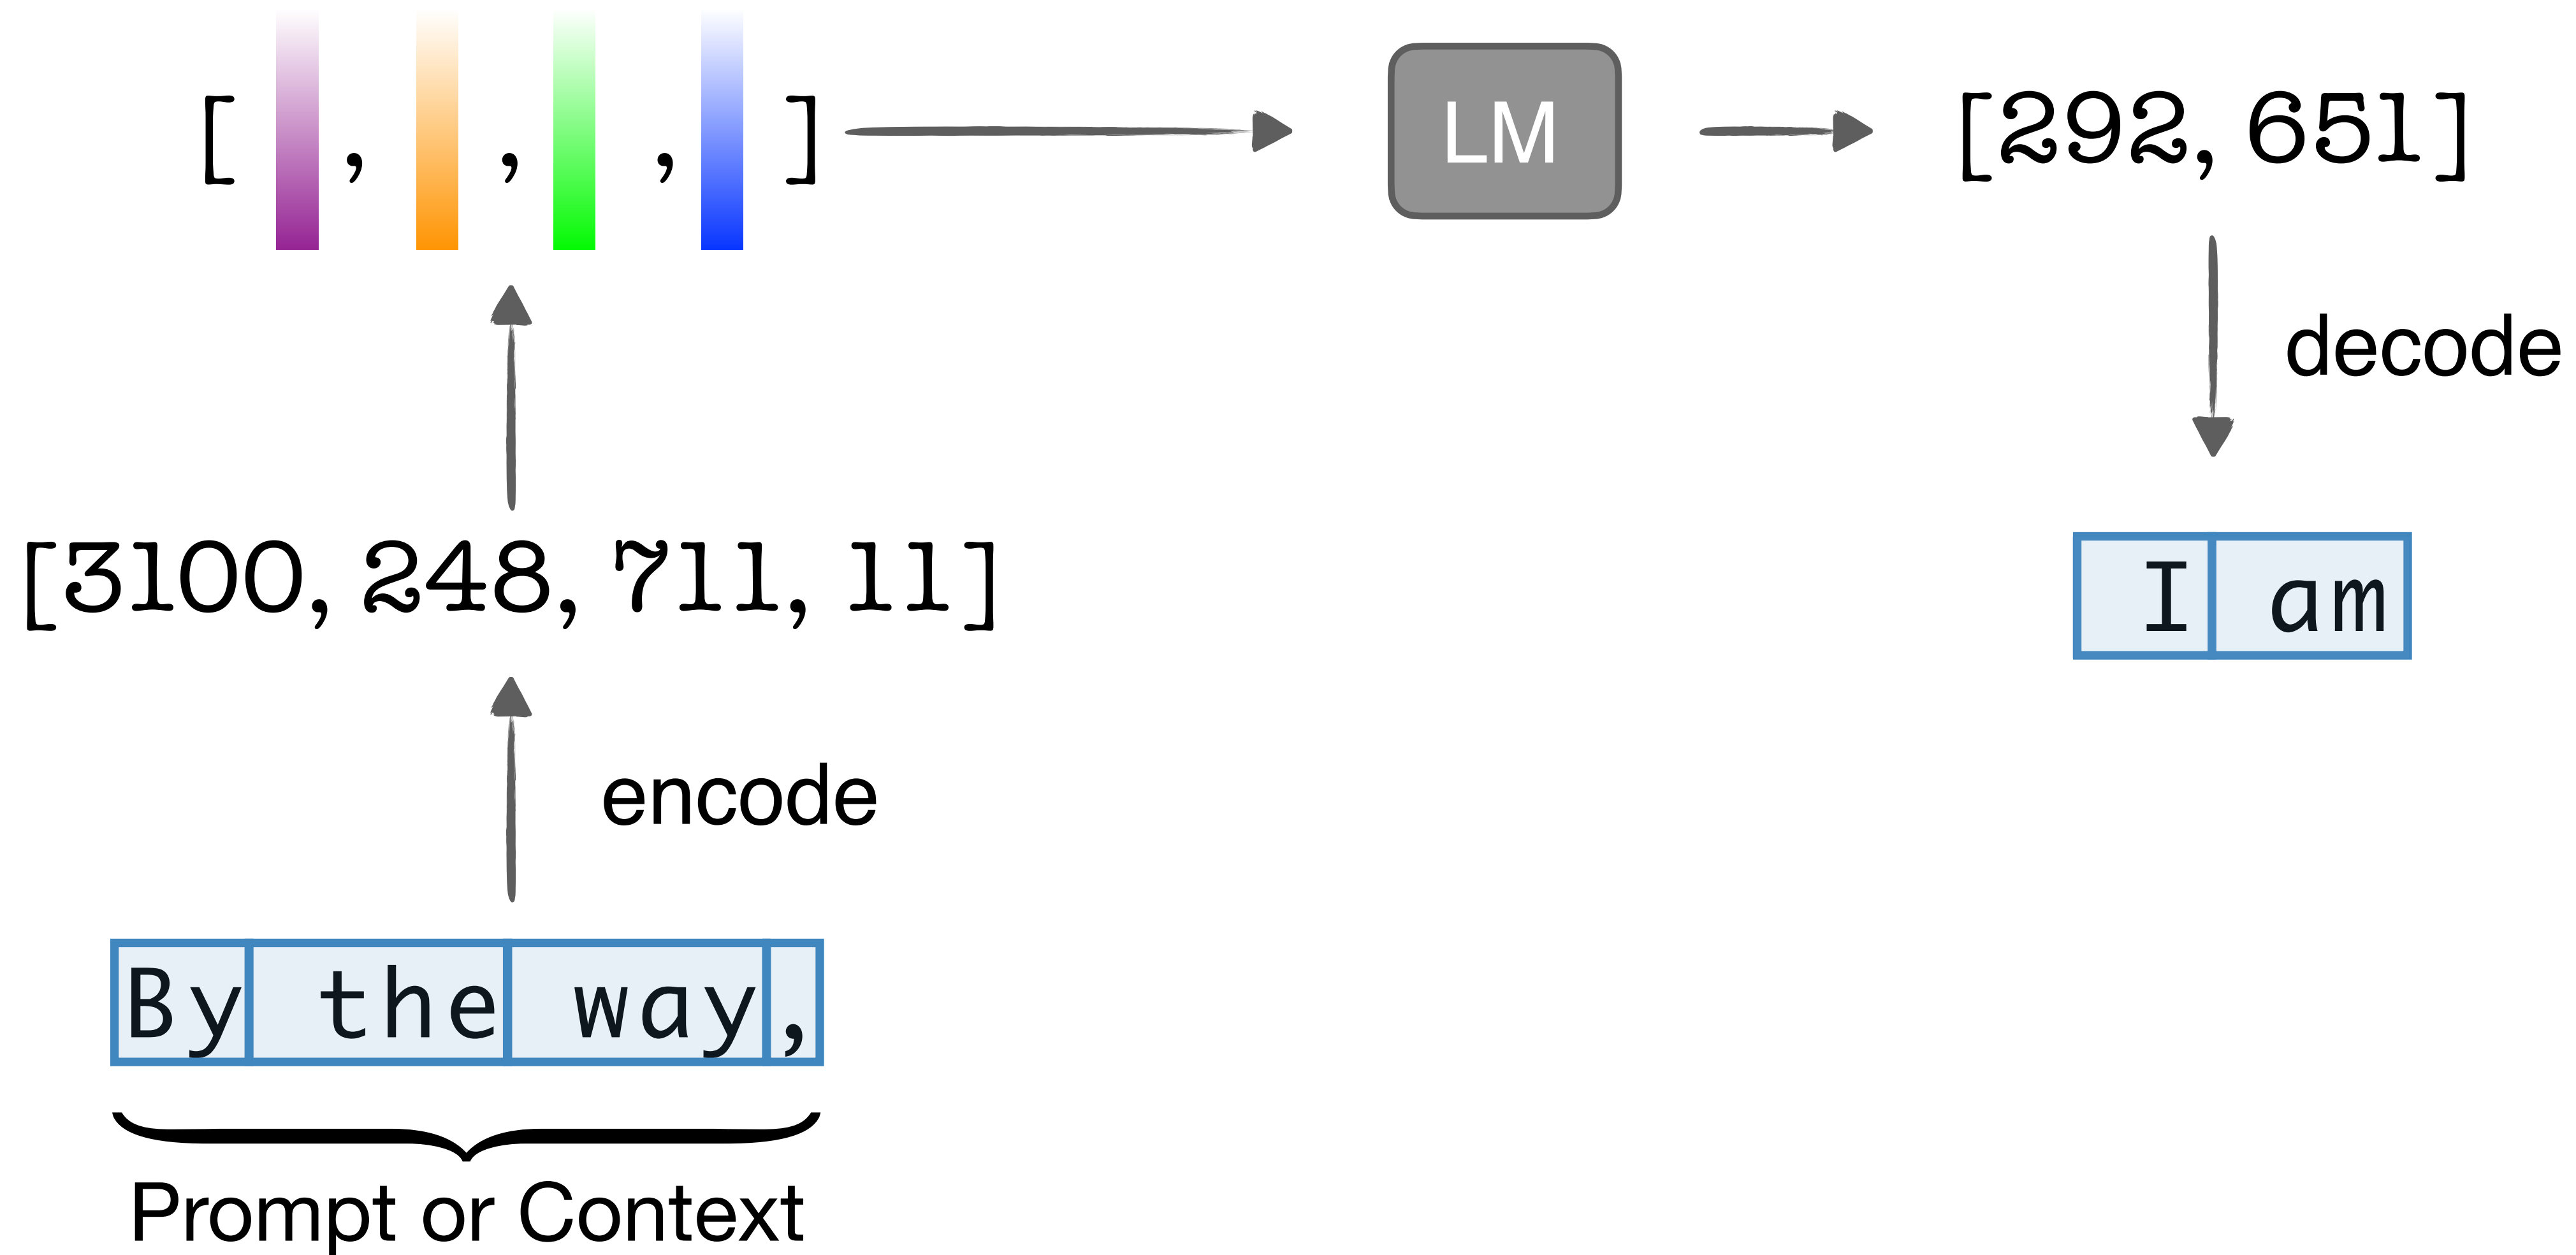 [ , , , ]
LM
[292, 651]
decode
[3100, 248, 711, 11]
I am
encode
By the way,
Prompt or Context